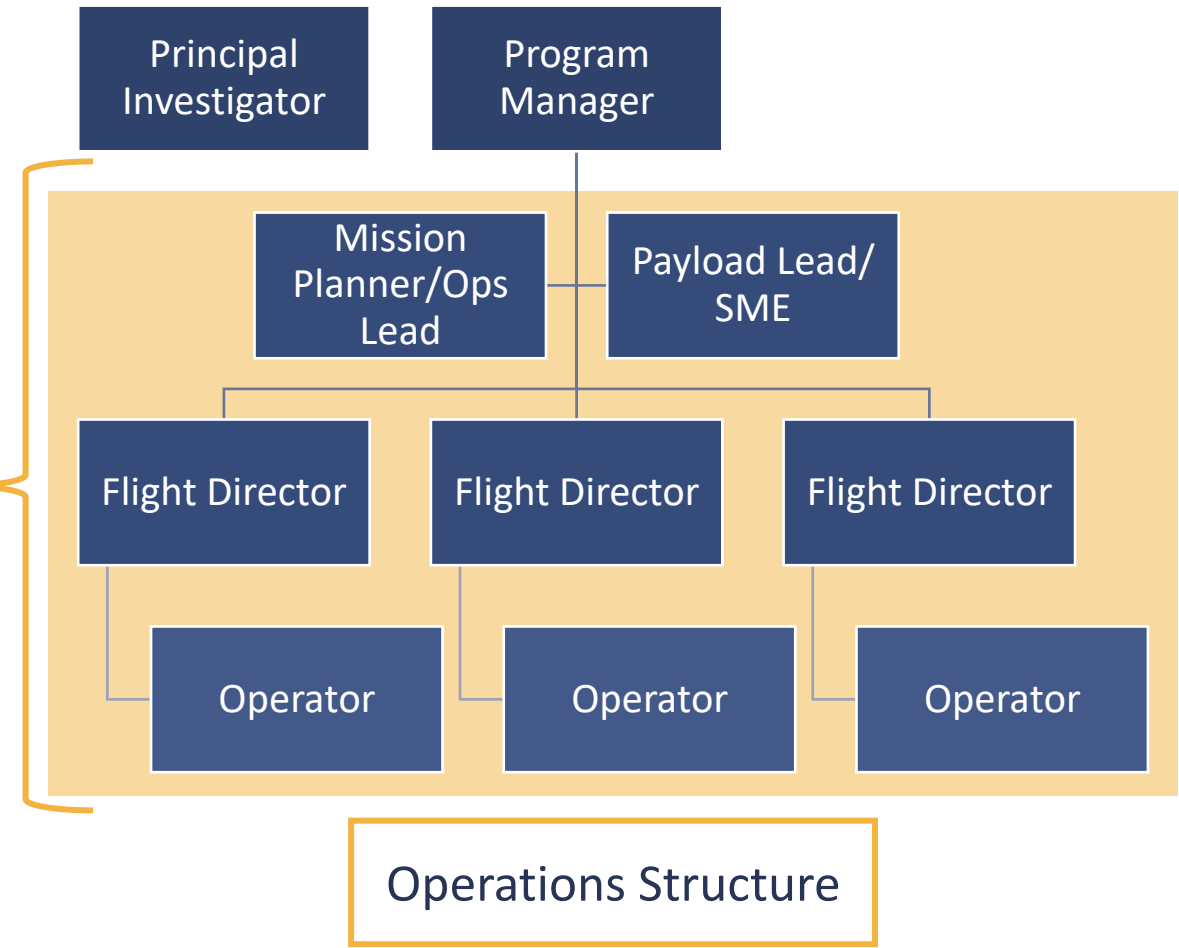 Principal
Investigator
Program
Manager
Mission
Planner/Ops
Lead
Payload Lead/
SME
Flight Director
Flight Director
Flight Director
Operator
Operator
Operator
Operations Structure